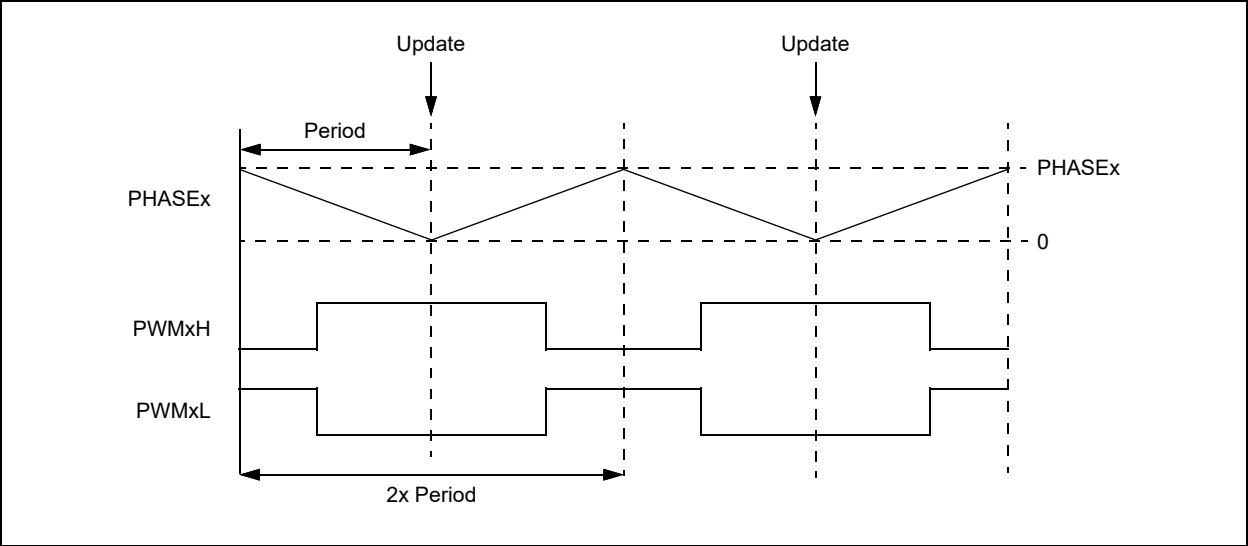 Update
Update
Period
PHASEx
PHASEx
0
PWMxH
PWMxL
2x Period